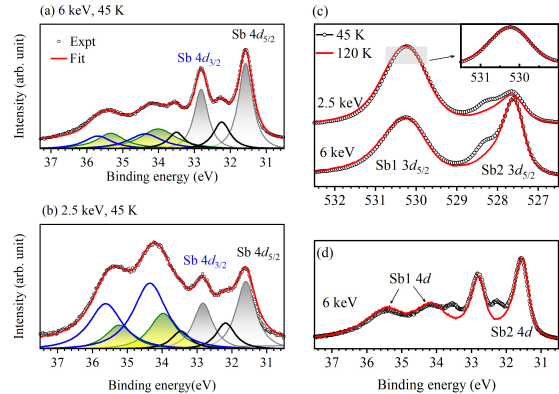 (a) 6 keV, 45 K
Expt
Fit
Sb 4d3/2
Sb 4d5/2
Intensity (arb. unit)
37 36 35 34 33 32 31
Binding energy (eV)
(b) 2.5 keV, 45 K
Sb 4d3/2
Sb 4d5/2
Intensity (arb. unit)
37 36 35 34 33 32 31
Binding energy(eV)
(c)
45 K
120 K
531 530
2.5 keV
6 keV
Sb1 3d5/2
Sb2 3d5/2
532 531 530 529 528 527
(d)
Sb1 4d
6 keV
Sb2 4d
37 36 35 34 33 32 31
Binding energy (eV)